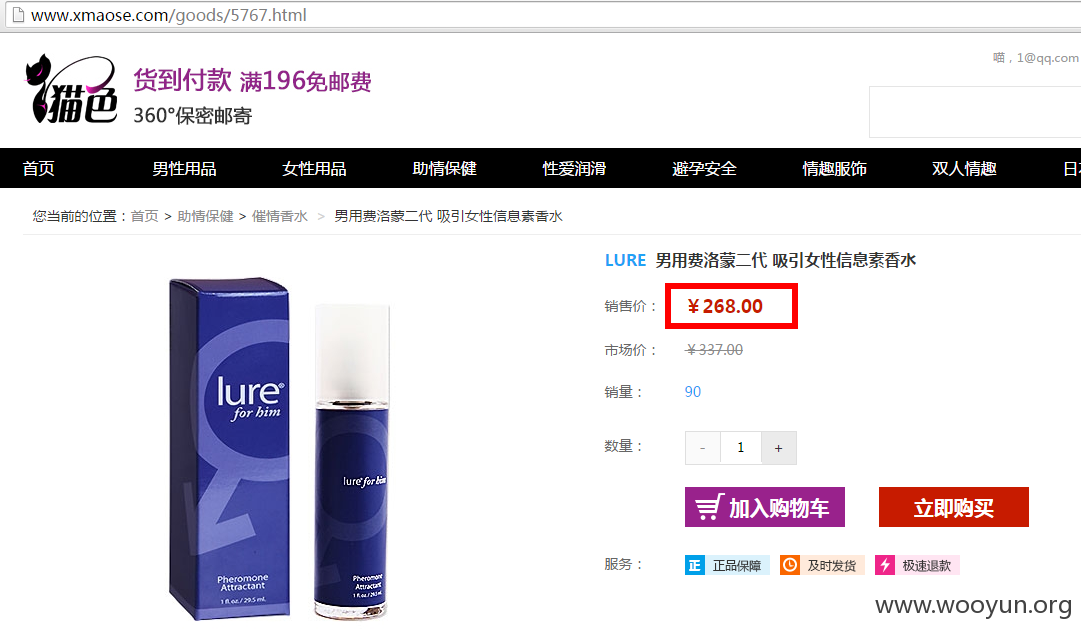 www.xmaose.com/goods/5767.html
喵，1@qq.com
猫色
货到付款 满196免邮费
360°保密邮寄
首页 男性用品 女性用品 助情保健 性爱润滑 避孕安全 情趣服饰 双人情趣 日
您当前的位置：首页 > 助情保健 > 催情香水 > 男用费洛蒙二代 吸引女性信息素香水
LURE 男用费洛蒙二代 吸引女性信息素香水
销售价： ￥268.00
市场价： ￥337.00
销量： 90
数量： - 1 +
加入购物车 立即购买
服务： 正 正品保障 及时发货 极速退款
lure®
for him
Pheromone
Attractant
1 fl. oz. / 29.5 ml.
lure® for him
Pheromone
Attractant
1 fl. oz. / 29.5 ml.
www.wooyun.org